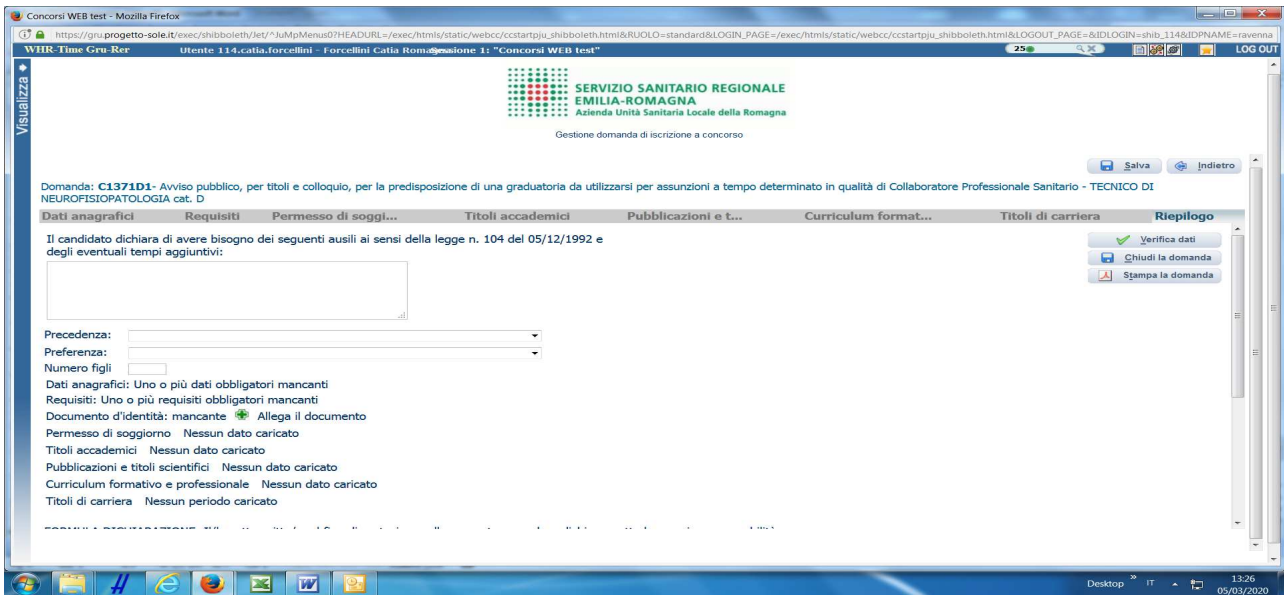 Concorsi WEB test - Mozilla Firefox
https://gru.progetto-sole.it/exec/shibboleth/Jet/^JuMpMenus0?HEADURL=/exec/htmls/static/webcc/ccstartpju_shibboleth.html&RUOLO=standard&LOGIN_PAGE=/exec/htmls/static/webcc/ccstartpju_shibboleth.html&LOGOUT_PAGE=&IDLOGIN=shib_114&IDPNAME=ravenna
WHR-Time Gru-Rer Utente 114.catia.forcellini - Forcellini Catia 1: "Concorsi WEB test" 25 LOG OUT
Visualizza
SERVIZIO SANITARIO REGIONALE
EMILIA-ROMAGNA
Azienda Unità Sanitaria Locale della Romagna
Gestione domanda di iscrizione a concorso
Salva Indietro
Domanda: C1371D1- Avviso pubblico, per titoli e colloquio, per la predisposizione di una graduatoria da utilizzarsi per assunzioni a tempo determinato in qualità di Collaboratore Professionale Sanitario - TECNICO DI
NEUROFISIOPATOLOGIA cat. D
Dati anagrafici Requisiti Permesso di soggi... Titoli accademici Pubblicazioni e t... Curriculum format... Titoli di carriera Riepilogo
Il candidato dichiara di avere bisogno dei seguenti ausili ai sensi della legge n. 104 del 05/12/1992 e
degli eventuali tempi aggiuntivi:
Verifica dati
Chiudi la domanda
Stampa la domanda
Precedenza:
Preferenza:
Numero figli
Dati anagrafici: Uno o più dati obbligatori mancanti
Requisiti: Uno o più requisiti obbligatori mancanti
Documento d'identità: mancante Allega il documento
Permesso di soggiorno Nessun dato caricato
Titoli accademici Nessun dato caricato
Pubblicazioni e titoli scientifici Nessun dato caricato
Curriculum formativo e professionale Nessun dato caricato
Titoli di carriera Nessun periodo caricato
Desktop IT 13:26
05/03/2020